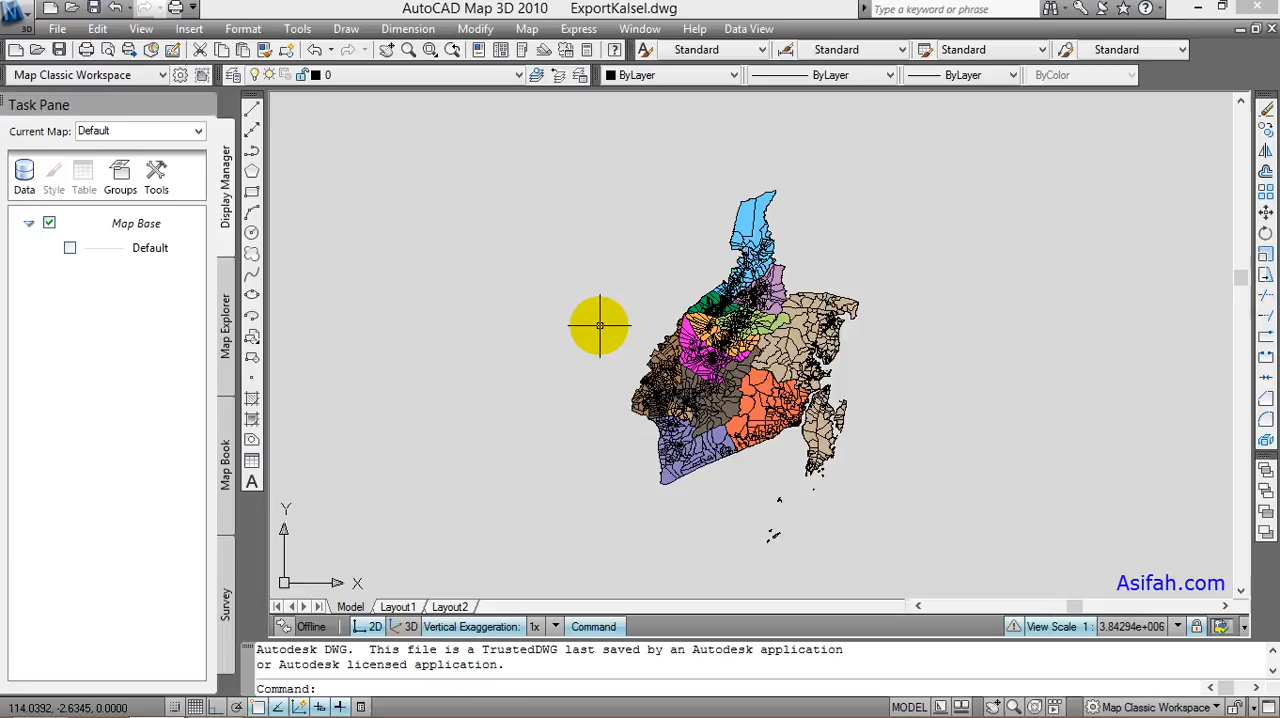 AutoCAD Map 3D 2010 ExportKalsel.dwg
Type a keyword or phrase
3D
File Edit View Insert Format Tools Draw Dimension Modify Map Express Window Help Data View
Standard Standard Standard Standard
Map Classic Workspace 0 ByLayer ByLayer ByLayer ByColor
Task Pane
Current Map: Default
Data Style Table Groups Tools
Map Base
Default
Display Manager
Map Explorer
Map Book
Survey
A
Y
X
Asifah.com
Model Layout1 Layout2
Offline 2D 3D Vertical Exaggeration: 1x Command View Scale 1 : 3.84294e+006
Autodesk DWG. This file is a TrustedDWG last saved by an Autodesk application
or Autodesk licensed application.
Command:
114.0392, -2.6345, 0.0000 MODEL Map Classic Workspace